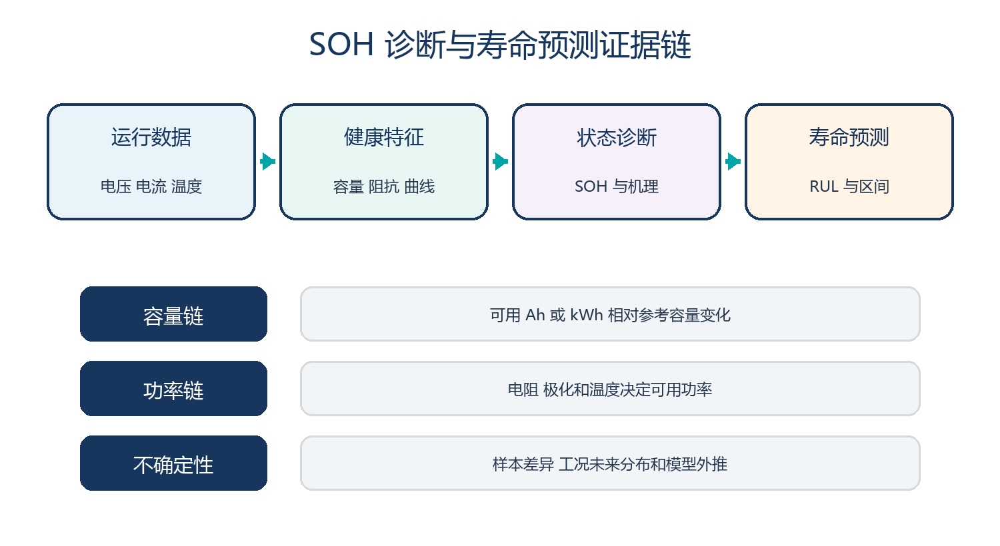 SOH 诊断与寿命预测证据链
运行数据
电压 电流 温度
健康特征
容量 阻抗 曲线
状态诊断
SOH 与机理
寿命预测
RUL 与区间
容量链
可用 Ah 或 kWh 相对参考容量变化
功率链
电阻 极化和温度决定可用功率
不确定性
样本差异 工况未来分布和模型外推